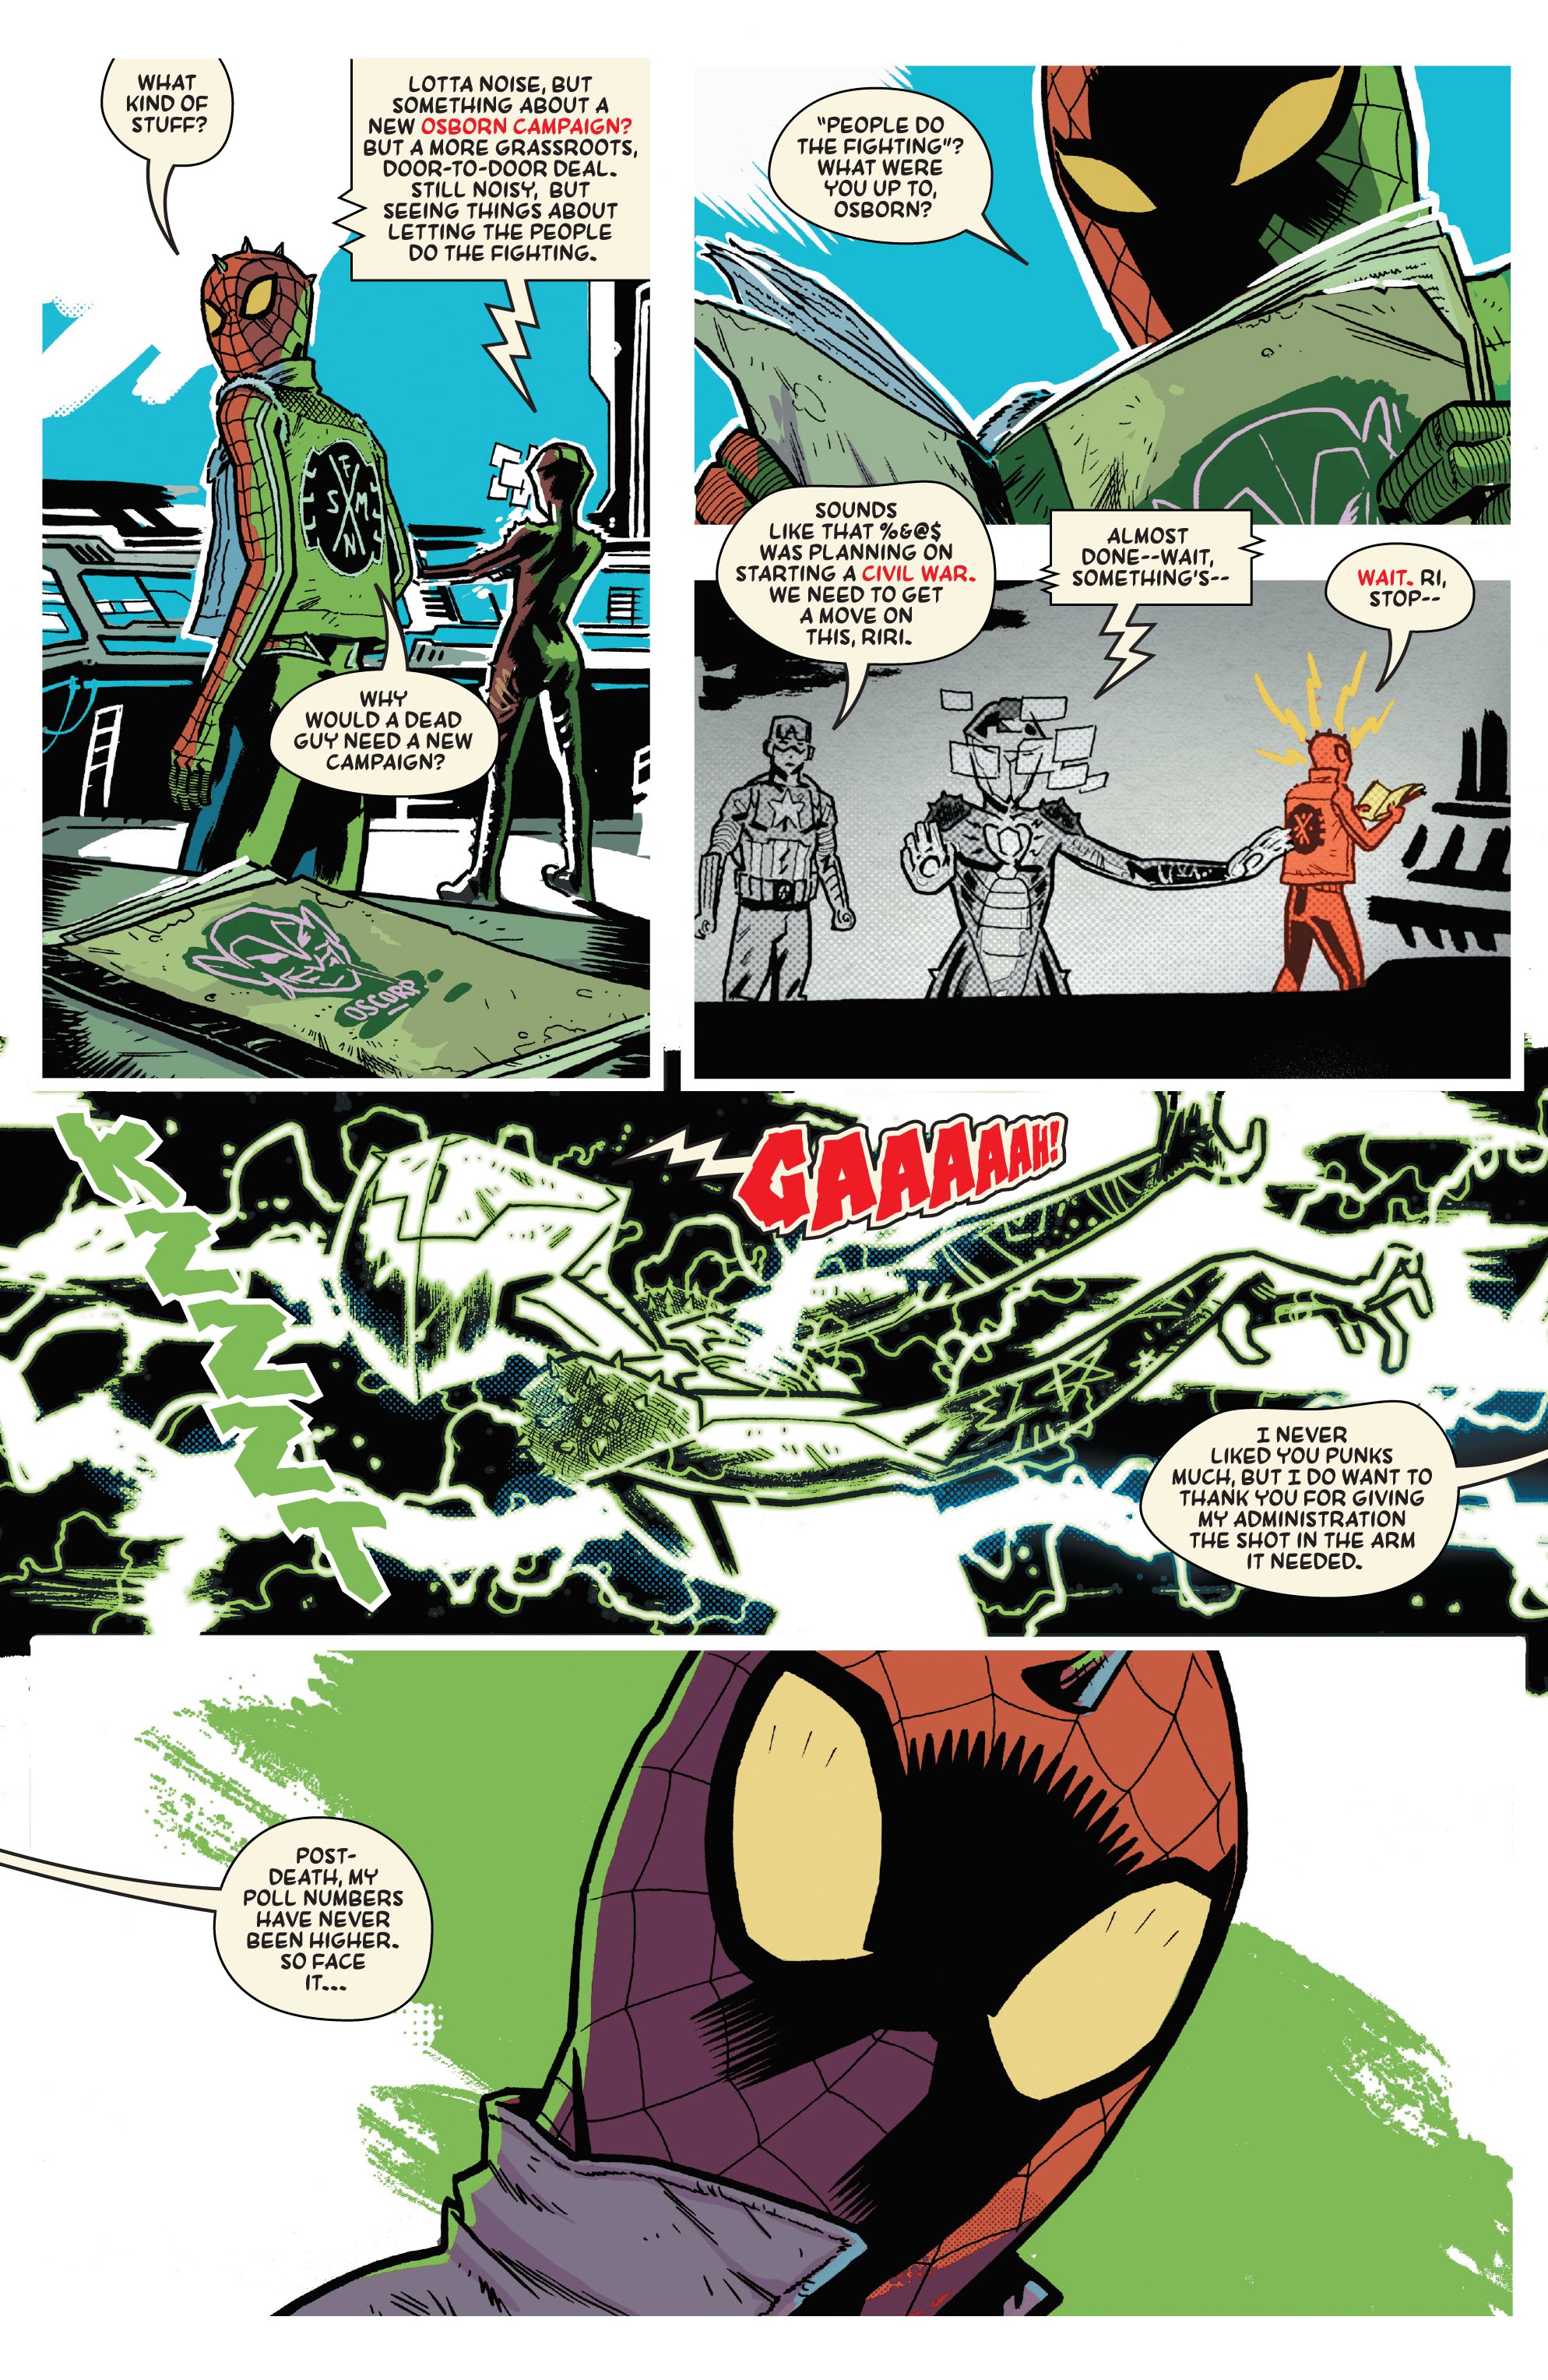 WHAT
KIND OF
STUFF?
LOTTA NOISE, BUT
SOMETHING ABOUT A
NEW OSBORN CAMPAIGN?
BUT A MORE GRASSROOTS,
DOOR-TO-DOOR DEAL.
STILL NOISY, BUT
SEEING THINGS ABOUT
LETTING THE PEOPLE
DO THE FIGHTING.
F
S M
N
WHY
WOULD A DEAD
GUY NEED A NEW
CAMPAIGN?
OSCORP
"PEOPLE DO
THE FIGHTING"?
WHAT WERE
YOU UP TO,
OSBORN?
SOUNDS
LIKE THAT %&@$
WAS PLANNING ON
STARTING A CIVIL WAR.
WE NEED TO GET
A MOVE ON
THIS, RIRI.
ALMOST
DONE--WAIT,
SOMETHING'S--
WAIT. RI,
STOP--
A
KZZZZT
GAAAAAAH!
I NEVER
LIKED YOU PUNKS
MUCH, BUT I DO WANT TO
THANK YOU FOR GIVING
MY ADMINISTRATION
THE SHOT IN THE ARM
IT NEEDED.
POST-
DEATH, MY
POLL NUMBERS
HAVE NEVER
BEEN HIGHER.
SO FACE
IT...